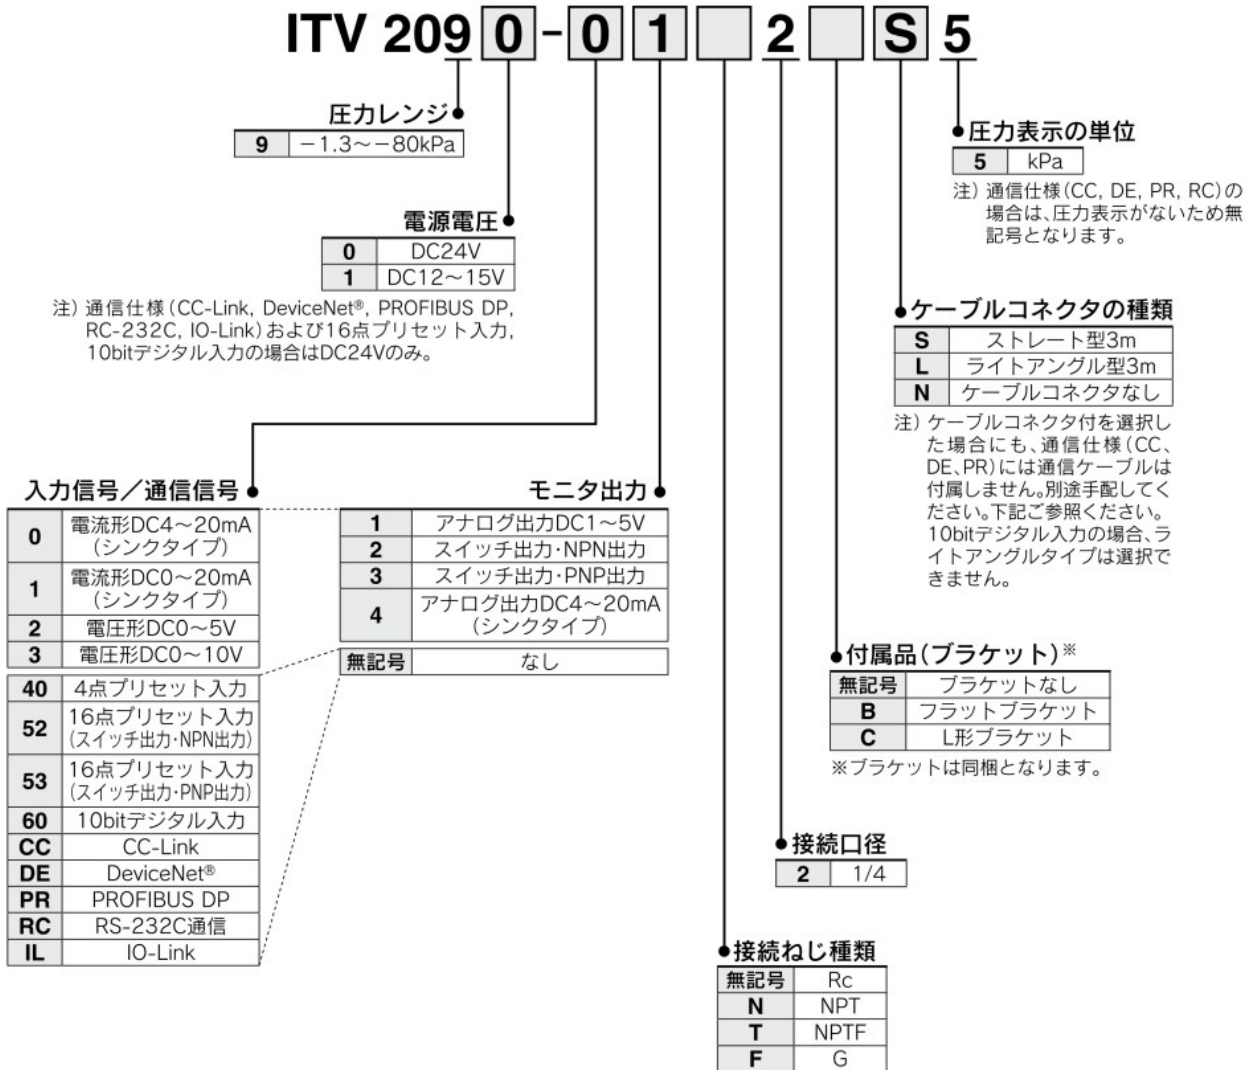 ITV 209 0 - 0 1 2 S 5
圧力レンジ
9 −1.3～−80kPa
電源電圧
0 DC24V
1 DC12～15V
注) 通信仕様(CC-Link, DeviceNet®, PROFIBUS DP,
RC-232C, IO-Link)および16点プリセット入力,
10bitデジタル入力の場合はDC24Vのみ。
圧力表示の単位
5 kPa
注) 通信仕様(CC, DE, PR, RC)の
場合は、圧力表示がないため無
記号となります。
ケーブルコネクタの種類
S ストレート型3m
L ライトアングル型3m
N ケーブルコネクタなし
注) ケーブルコネクタ付を選択し
た場合にも、通信仕様(CC、
DE、PR)には通信ケーブルは
付属しません。別途手配してく
ださい。下記ご参照ください。
10bitデジタル入力の場合、ラ
イトアングルタイプは選択で
きません。
入力信号／通信信号
0 電流形DC4～20mA
(シンクタイプ)
1 電流形DC0～20mA
(シンクタイプ)
2 電圧形DC0～5V
3 電圧形DC0～10V
40 4点プリセット入力
52 16点プリセット入力
(スイッチ出力・NPN出力)
53 16点プリセット入力
(スイッチ出力・PNP出力)
60 10bitデジタル入力
CC CC-Link
DE DeviceNet®
PR PROFIBUS DP
RC RS-232C通信
IL IO-Link
モニタ出力
1 アナログ出力DC1～5V
2 スイッチ出力・NPN出力
3 スイッチ出力・PNP出力
4 アナログ出力DC4～20mA
(シンクタイプ)
無記号 なし
付属品(ブラケット)※
無記号 ブラケットなし
B フラットブラケット
C L形ブラケット
※ブラケットは同梱となります。
接続口径
2 1/4
接続ねじ種類
無記号 Rc
N NPT
T NPTF
F G